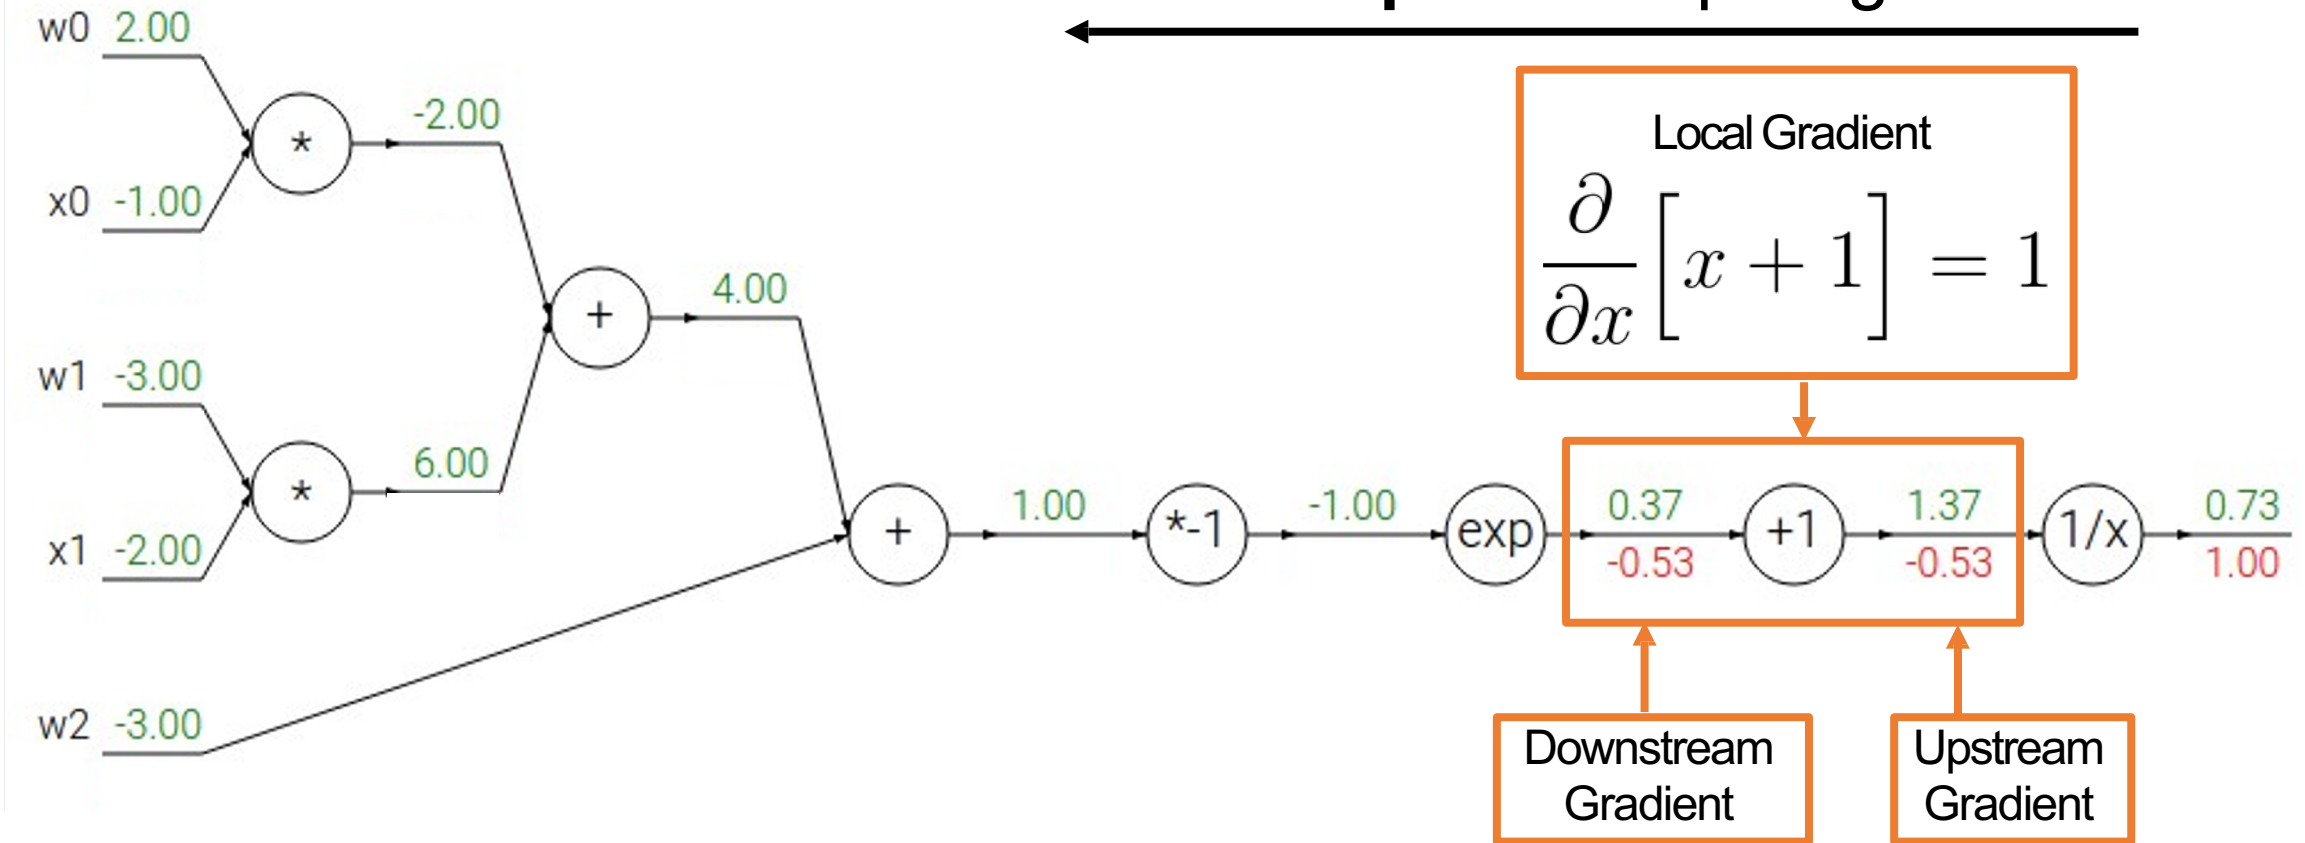 w0 2.00
-2.00
*
x0 -1.00
Local Gradient
∂/∂x [x + 1] = 1
4.00
+
w1 -3.00
6.00
*
x1 -2.00
+ 1.00 *-1 -1.00 exp 0.37 +1 1.37 1/x 0.73
-0.53 -0.53 1.00
w2 -3.00
Downstream
Gradient
Upstream
Gradient